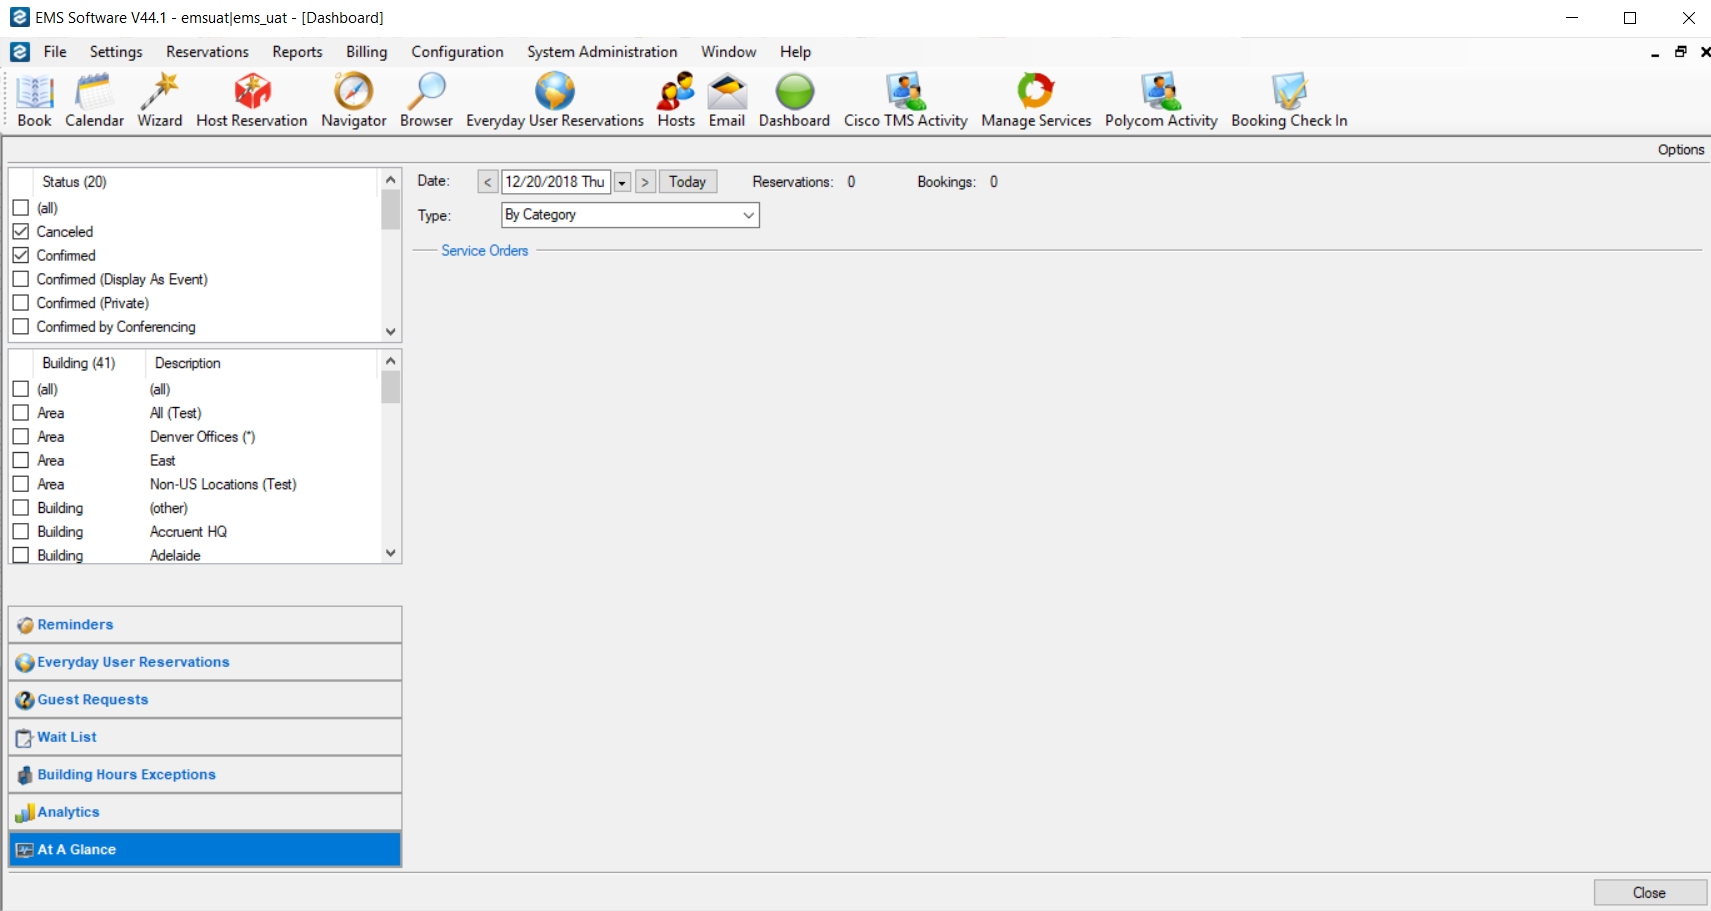 EMS Software V44.1 - emsuat|ems_uat - [Dashboard]
File Settings Reservations Reports Billing Configuration System Administration Window Help
Book Calendar Wizard Host Reservation Navigator Browser Everyday User Reservations Hosts Email Dashboard Cisco TMS Activity Manage Services Polycom Activity Booking Check In
Options
Status (20)
(all)
Canceled
Confirmed
Confirmed (Display As Event)
Confirmed (Private)
Confirmed by Conferencing
Building (41) Description
(all) (all)
Area All (Test)
Area Denver Offices (*)
Area East
Area Non-US Locations (Test)
Building (other)
Building Accruent HQ
Building Adelaide
Reminders
Everyday User Reservations
Guest Requests
Wait List
Building Hours Exceptions
Analytics
At A Glance
Date: < 12/20/2018 Thu > Today Reservations: 0 Bookings: 0
Type: By Category
Service Orders
Close